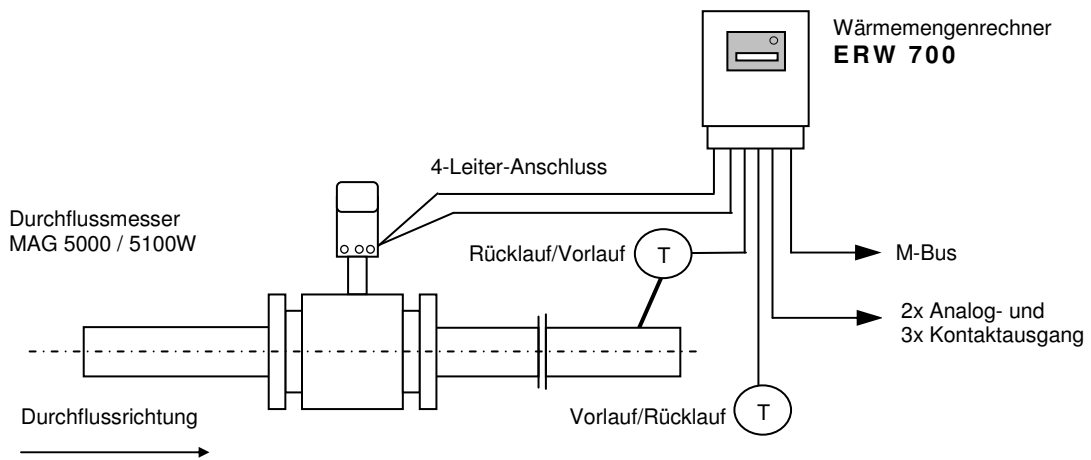 Wärmemengenrechner
ERW 700
4-Leiter-Anschluss
Durchflussmesser
MAG 5000 / 5100W
Rücklauf/Vorlauf
T
M-Bus
2x Analog- und
3x Kontaktausgang
Durchflussrichtung
Vorlauf/Rücklauf
T